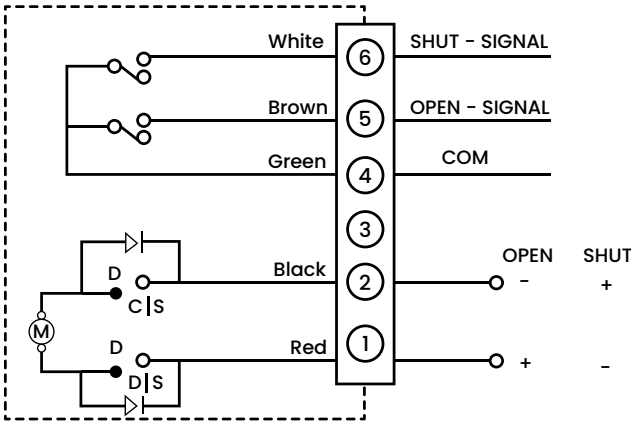 White 6 SHUT - SIGNAL
Brown 5 OPEN - SIGNAL
Green 4 COM
3
OPEN SHUT
D
Black 2 - +
C|S
M
D
Red 1 + -
D|S